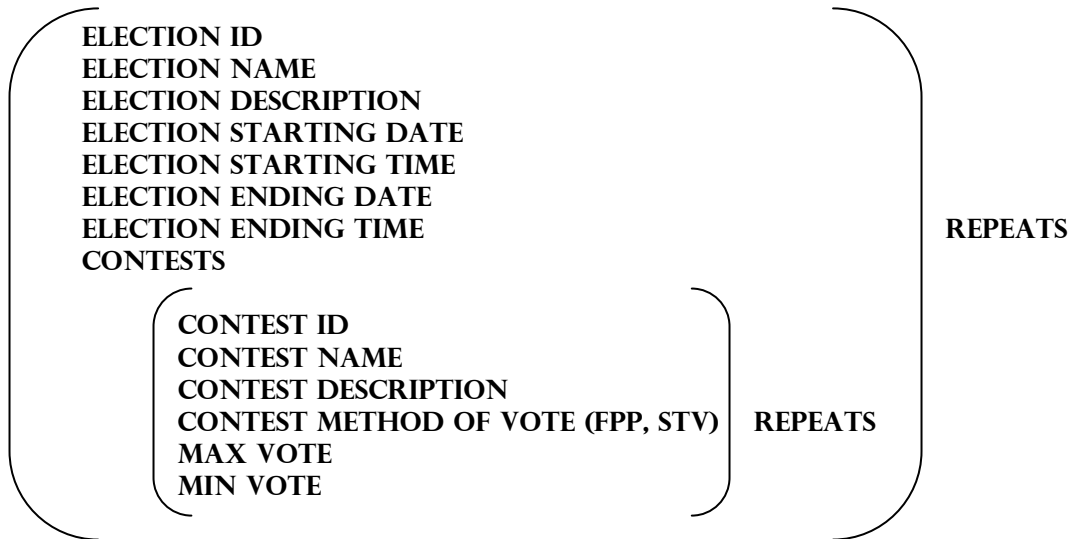 ELECTION ID
ELECTION NAME
ELECTION DESCRIPTION
ELECTION STARTING DATE
ELECTION STARTING TIME
ELECTION ENDING DATE
ELECTION ENDING TIME
REPEATS
CONTESTS
CONTEST ID
CONTEST NAME
CONTEST DESCRIPTION
CONTEST METHOD OF VOTE (FPP, STV)
REPEATS
MAX VOTE
MIN VOTE